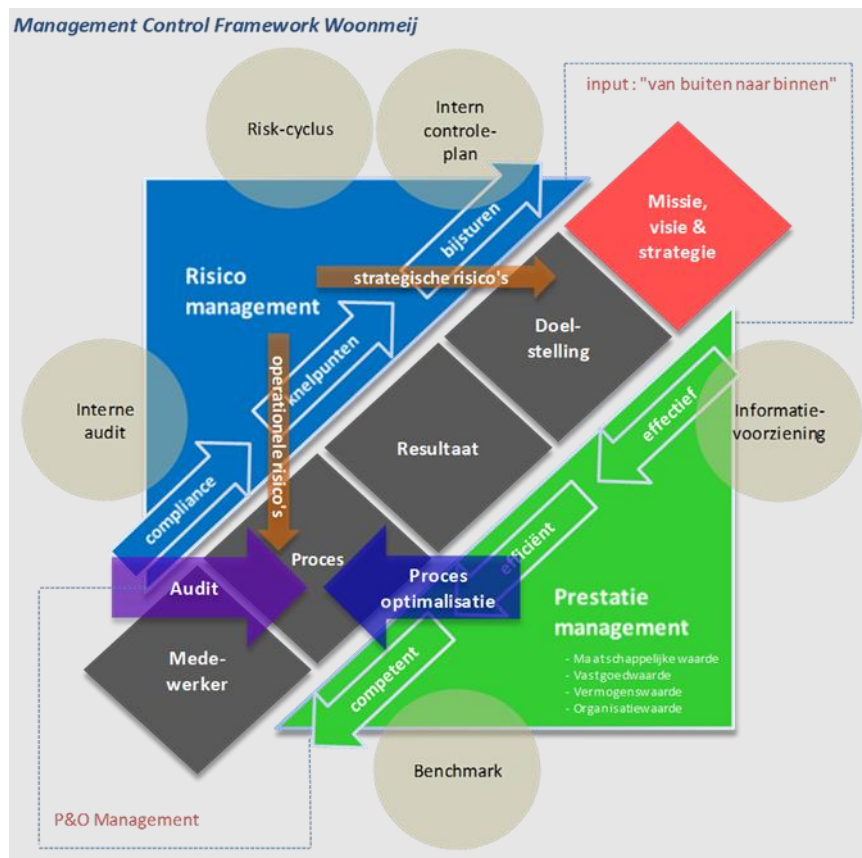 Management Control Framework Woonmeij
input : "van buiten naar binnen"
Risk-cyclus
Intern
controle-
plan
Missie,
visie &
strategie
bijsturen
Risico
management
strategische risico's
Doel-
stelling
knelpunten
operationele risico's
effectief
Interne
audit
Informatie-
voorziening
Resultaat
compliance
efficiënt
Proces
Audit
Proces
optimalisatie
Prestatie
management
Mede-
werker
competent
- Maatschappelijke waarde
- Vastgoedwaarde
- Vermogenswaarde
- Organisatiewaarde
Benchmark
P&O Management